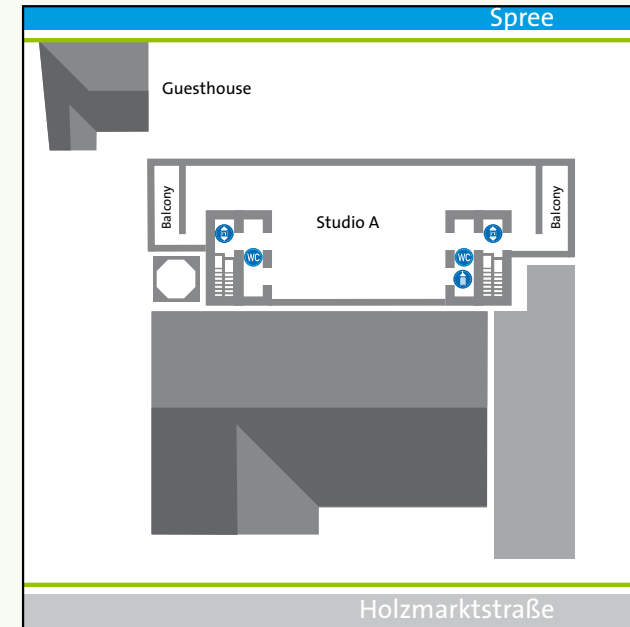 Spree
Guesthouse
Balcony
Studio A
Balcony
WC
WC
Holzmarktstraße